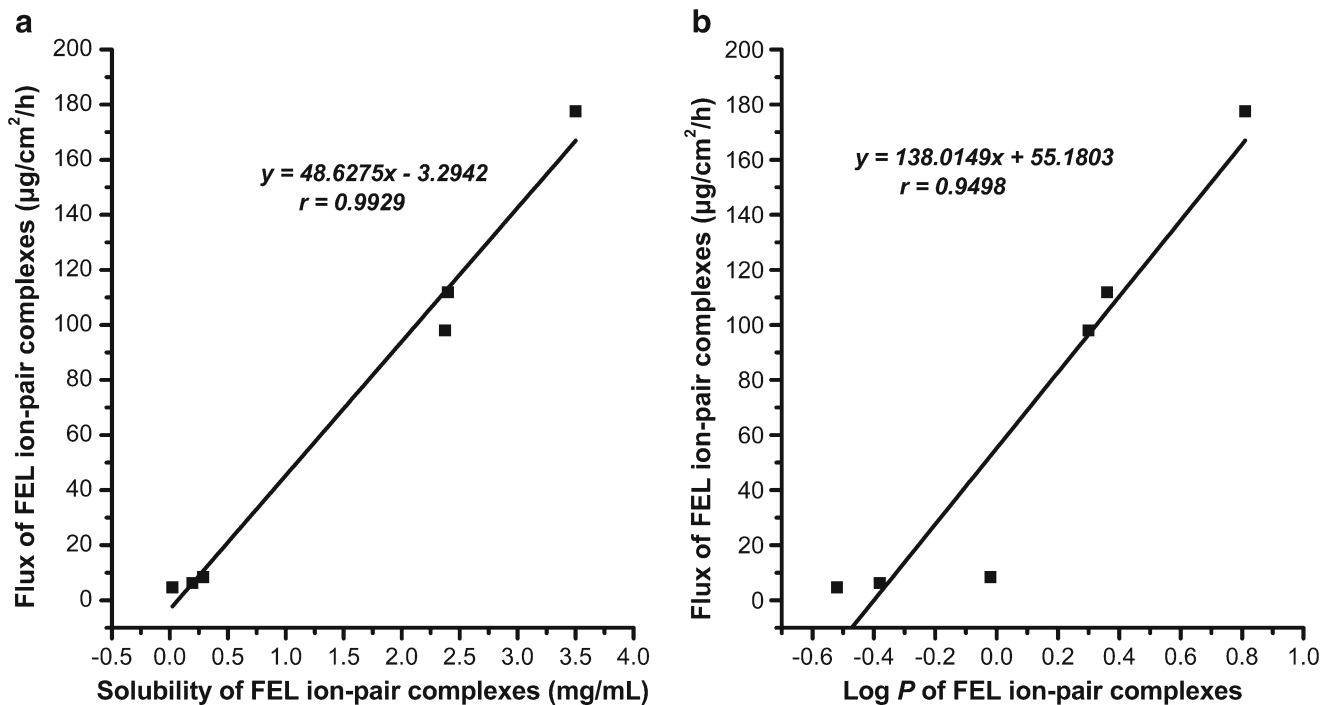 a
Flux of FEL ion-pair complexes (µg/cm²/h)
200
180
160
140
120
100
80
60
40
20
0
y = 48.6275x - 3.2942
r = 0.9929
-0.5 0.0 0.5 1.0 1.5 2.0 2.5 3.0 3.5 4.0
Solubility of FEL ion-pair complexes (mg/mL)
b
Flux of FEL ion-pair complexes (µg/cm²/h)
200
180
160
140
120
100
80
60
40
20
0
y = 138.0149x + 55.1803
r = 0.9498
-0.6 -0.4 -0.2 0.0 0.2 0.4 0.6 0.8 1.0
Log P of FEL ion-pair complexes